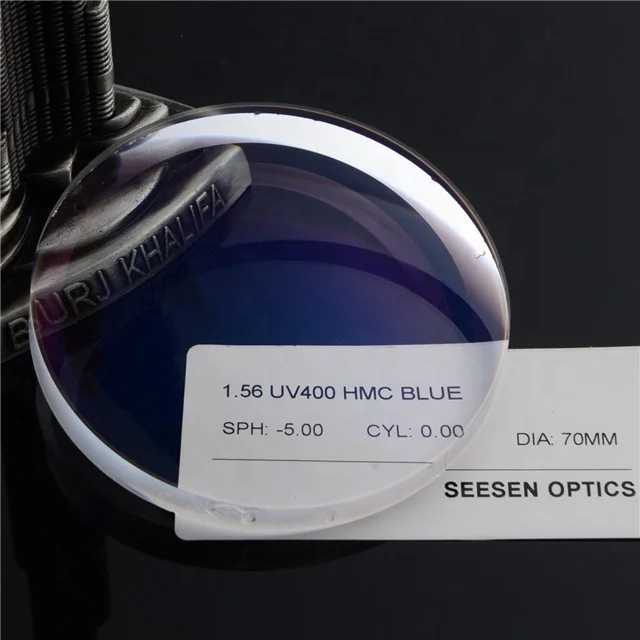 BURJ KHALIFA
1.56 UV400 HMC BLUE
SPH: -5.00 CYL: 0.00 DIA: 70MM
SEESEN OPTICS